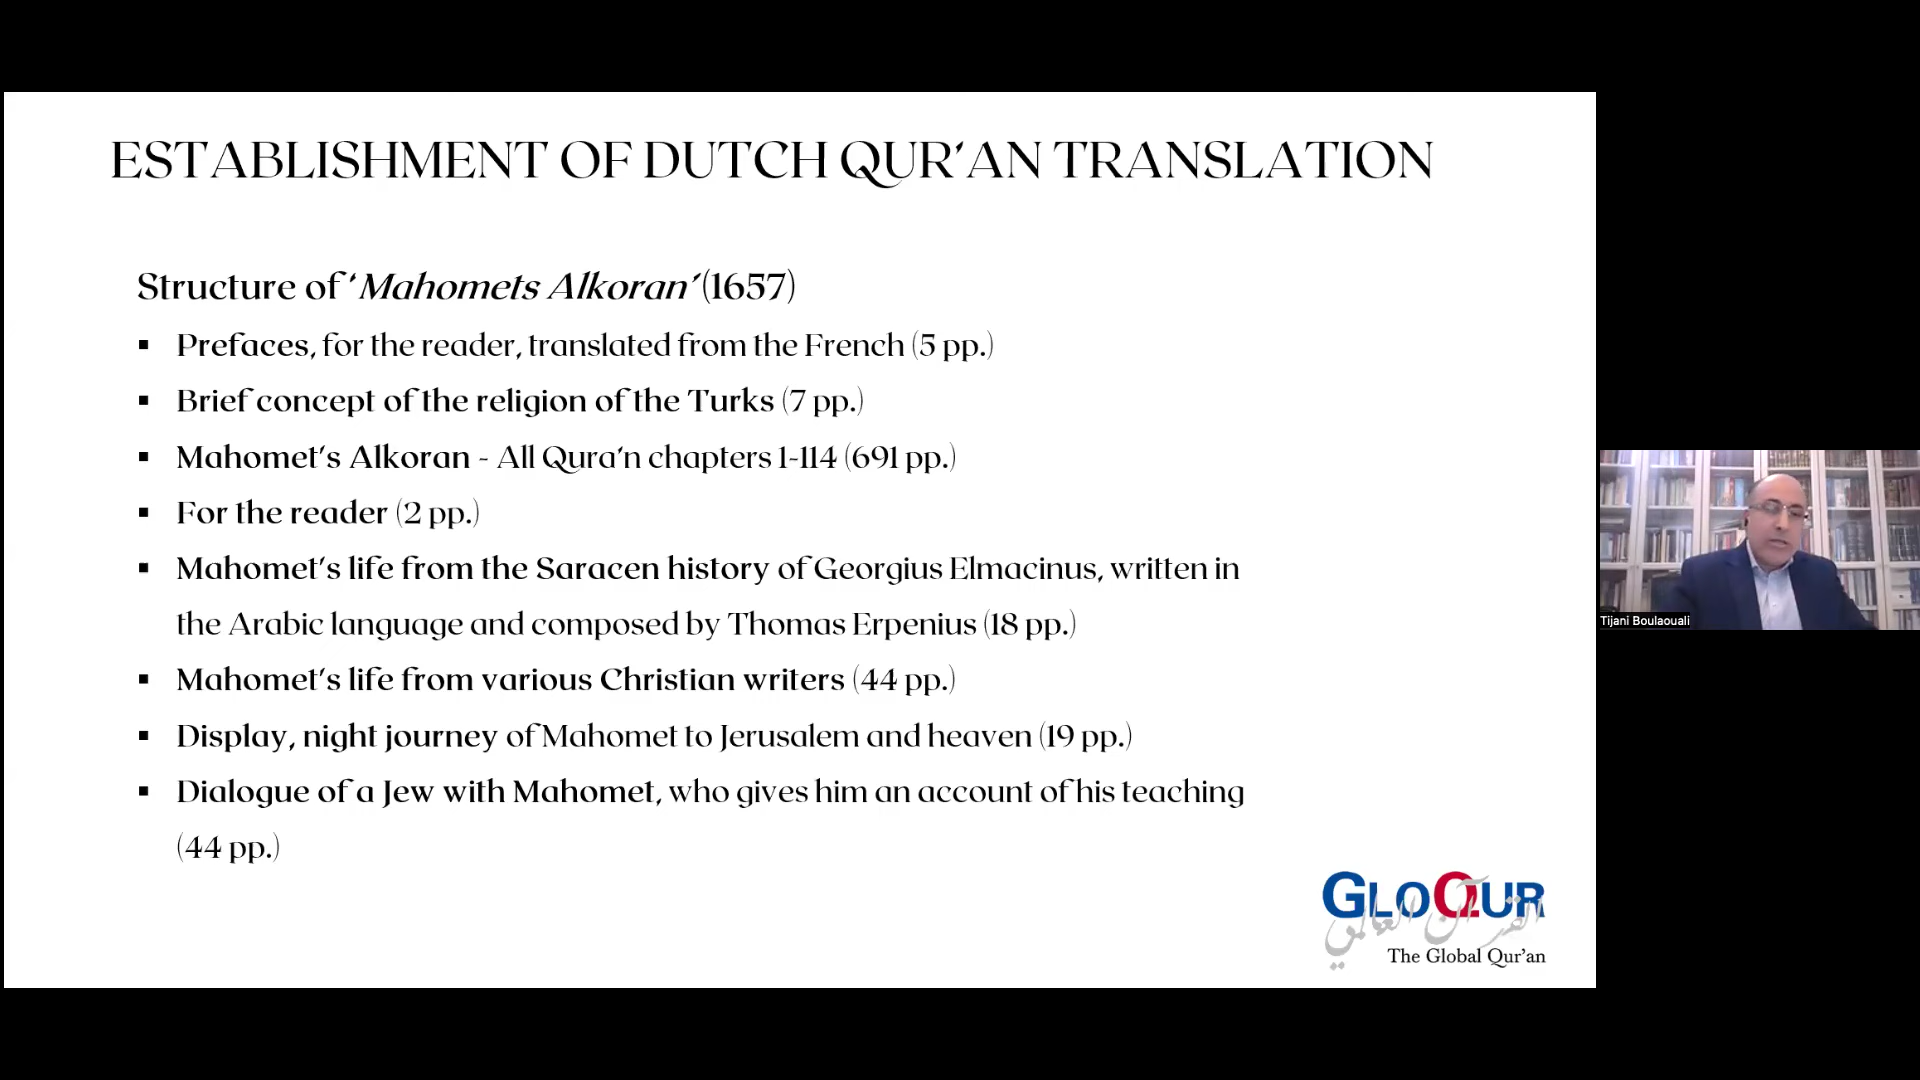 ESTABLISHMENT OF DUTCH QUR'AN TRANSLATION
Structure of 'Mahomets Alkoran' (1657)
▪ Prefaces, for the reader, translated from the French (5 pp.)
▪ Brief concept of the religion of the Turks (7 pp.)
▪ Mahomet's Alkoran - All Qura'n chapters 1-114 (691 pp.)
▪ For the reader (2 pp.)
▪ Mahomet's life from the Saracen history of Georgius Elmacinus, written in
the Arabic language and composed by Thomas Erpenius (18 pp.)
▪ Mahomet's life from various Christian writers (44 pp.)
▪ Display, night journey of Mahomet to Jerusalem and heaven (19 pp.)
▪ Dialogue of a Jew with Mahomet, who gives him an account of his teaching
(44 pp.)
GLOQUR
القرآن العالمي
The Global Qur'an
Tijani Boulaouali